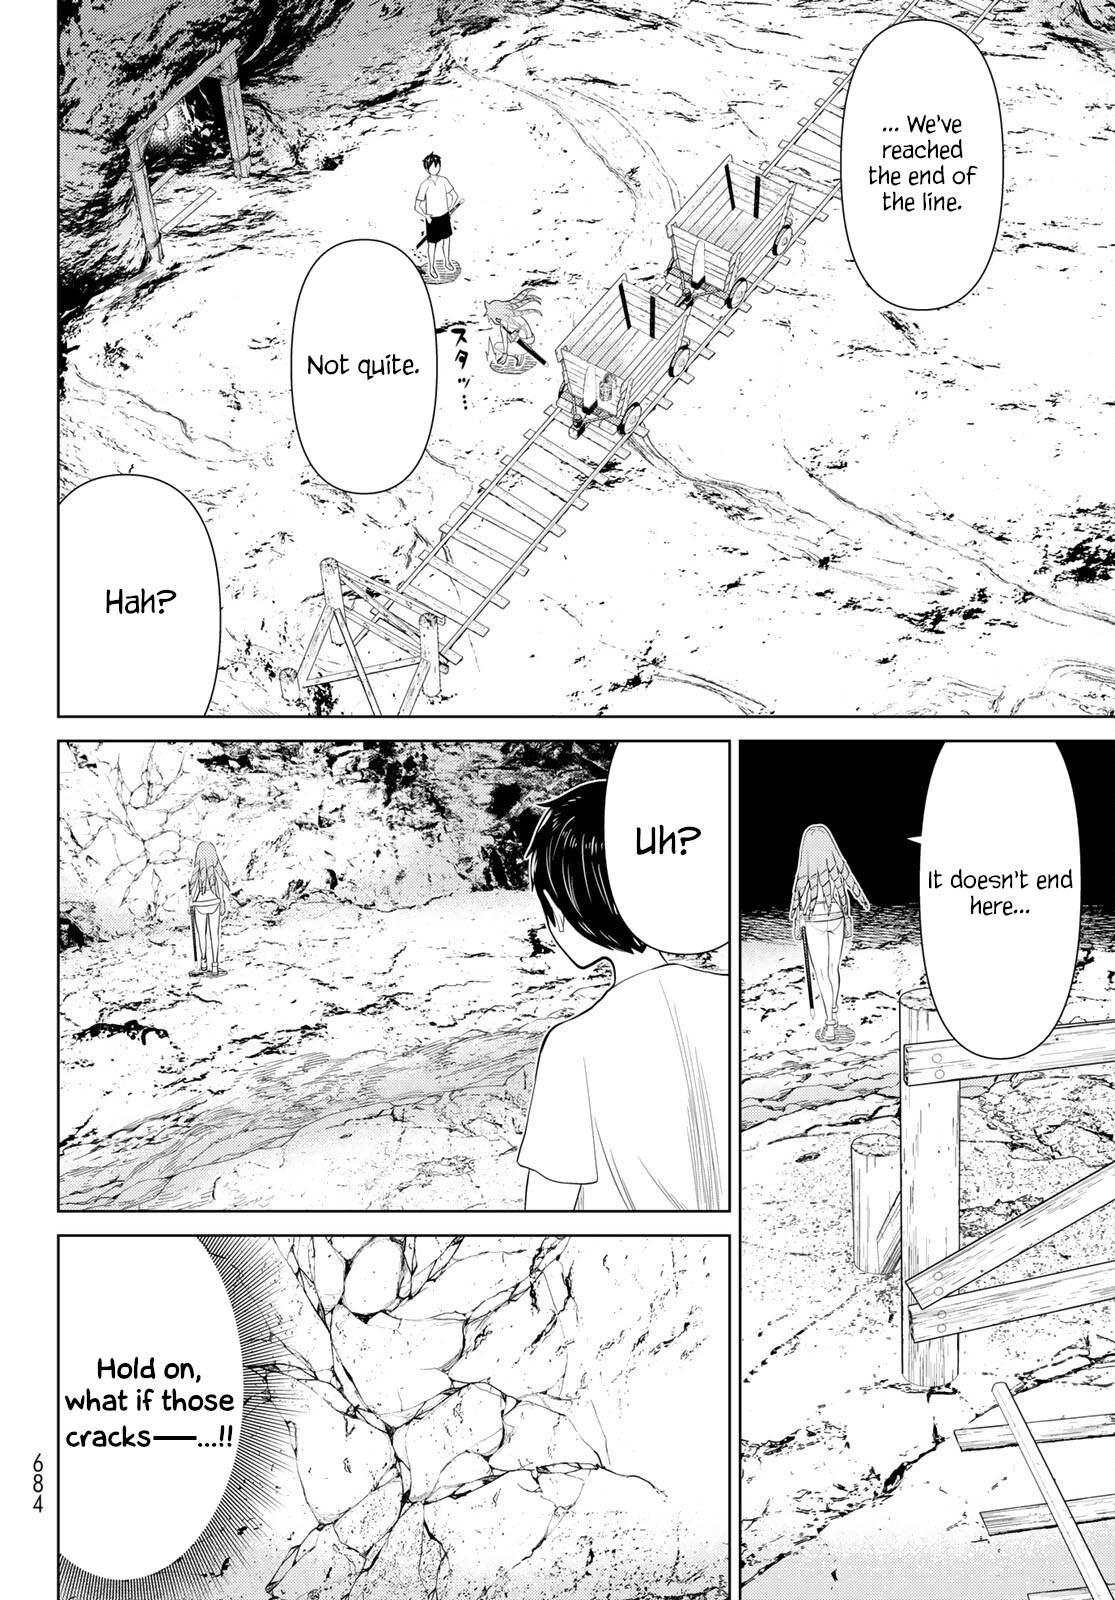 ... We've
reached
the end of
the line.
Not quite.
スタッ…
Hah?
It doesn't end
here...
Uh?
Hold on,
what if those
cracks——...!!
684